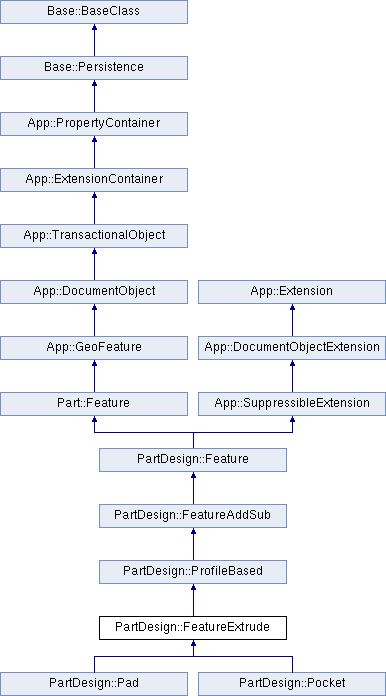 Base::BaseClass
Base::Persistence
App::PropertyContainer
App::ExtensionContainer
App::TransactionalObject
App::DocumentObject
App::Extension
App::GeoFeature
App::DocumentObjectExtension
Part::Feature
App::SuppressibleExtension
PartDesign::Feature
PartDesign::FeatureAddSub
PartDesign::ProfileBased
PartDesign::FeatureExtrude
PartDesign::Pad
PartDesign::Pocket